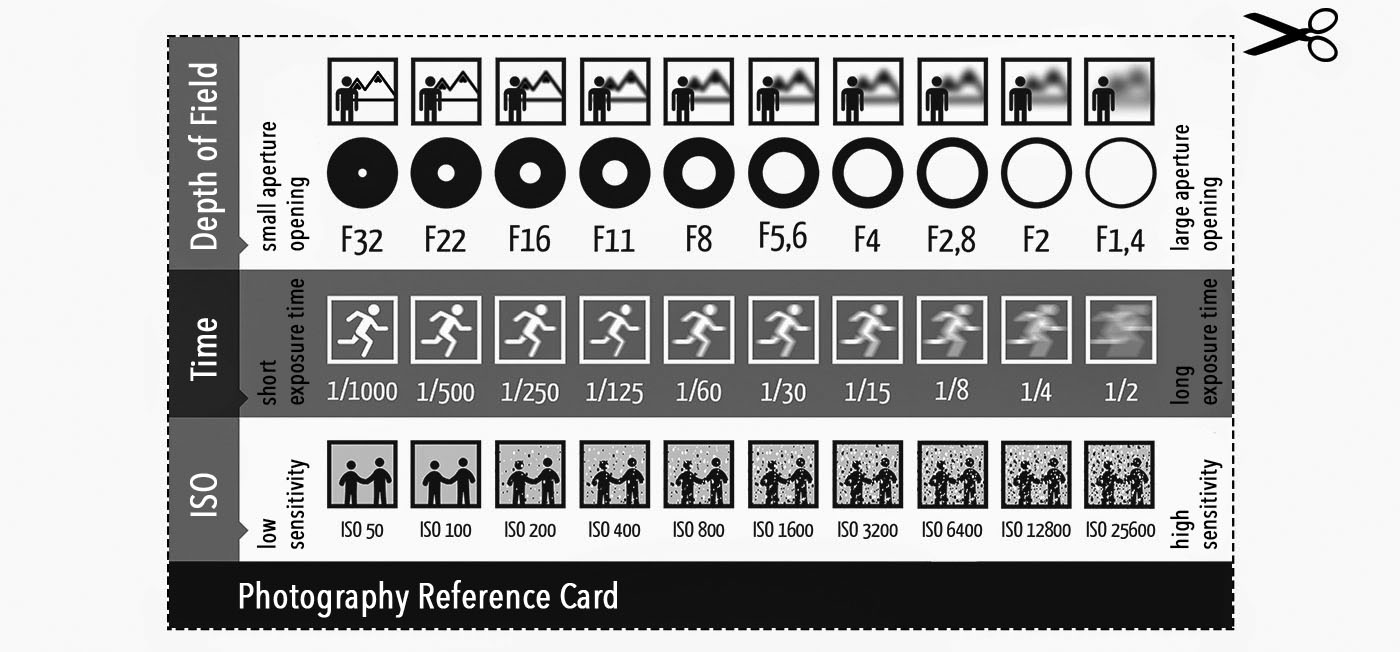 Depth of Field
small aperture
opening
F32 F22 F16 F11 F8 F5,6 F4 F2,8 F2 F1,4
large aperture
opening
Time
short
exposure time
1/1000 1/500 1/250 1/125 1/60 1/30 1/15 1/8 1/4 1/2
long
exposure time
ISO
low
sensitivity
ISO 50 ISO 100 ISO 200 ISO 400 ISO 800 ISO 1600 ISO 3200 ISO 6400 ISO 12800 ISO 25600
high
sensitivity
Photography Reference Card